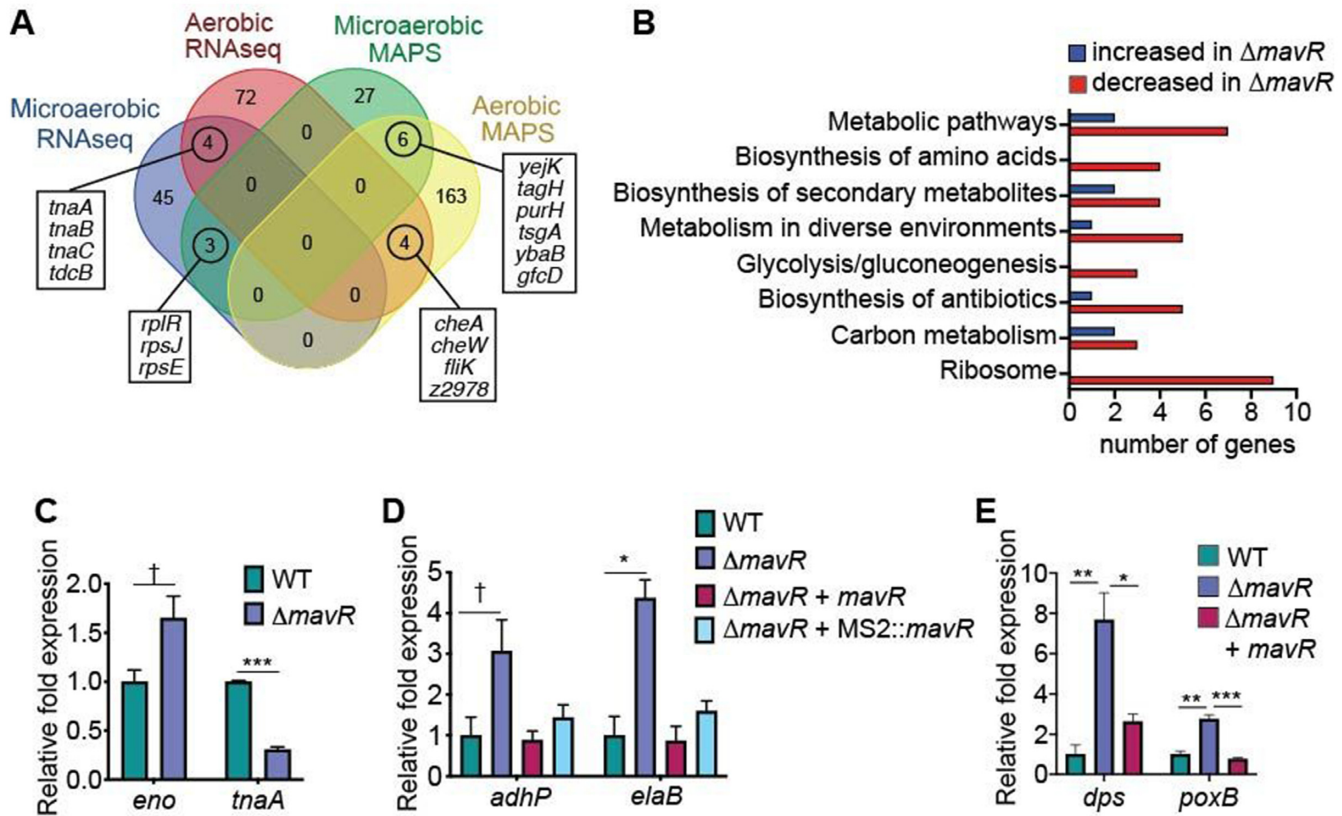 A
Aerobic
RNAseq
Microaerobic
MAPS
Microaerobic
RNAseq
Aerobic
MAPS
72
27
4
0
6
45
0
0
163
3
0
4
0
0
0
tnaA
tnaB
tnaC
tdcB
rplR
rpsJ
rpsE
cheA
cheW
fliK
z2978
yejK
tagH
purH
tsgA
ybaB
gfcD
B
increased in ΔmavR
decreased in ΔmavR
Metabolic pathways
Biosynthesis of amino acids
Biosynthesis of secondary metabolites
Metabolism in diverse environments
Glycolysis/gluconeogenesis
Biosynthesis of antibiotics
Carbon metabolism
Ribosome
0 2 4 6 8 10
number of genes
C
Relative fold expression
2.0
1.5
1.0
0.5
0.0
†
***
WT
ΔmavR
eno tnaA
D
Relative fold expression
5
4
3
2
1
0
†
*
WT
ΔmavR
ΔmavR + mavR
ΔmavR + MS2::mavR
adhP elaB
E
Relative fold expression
10
8
6
4
2
0
** *
** ***
WT
ΔmavR
ΔmavR
+ mavR
dps poxB